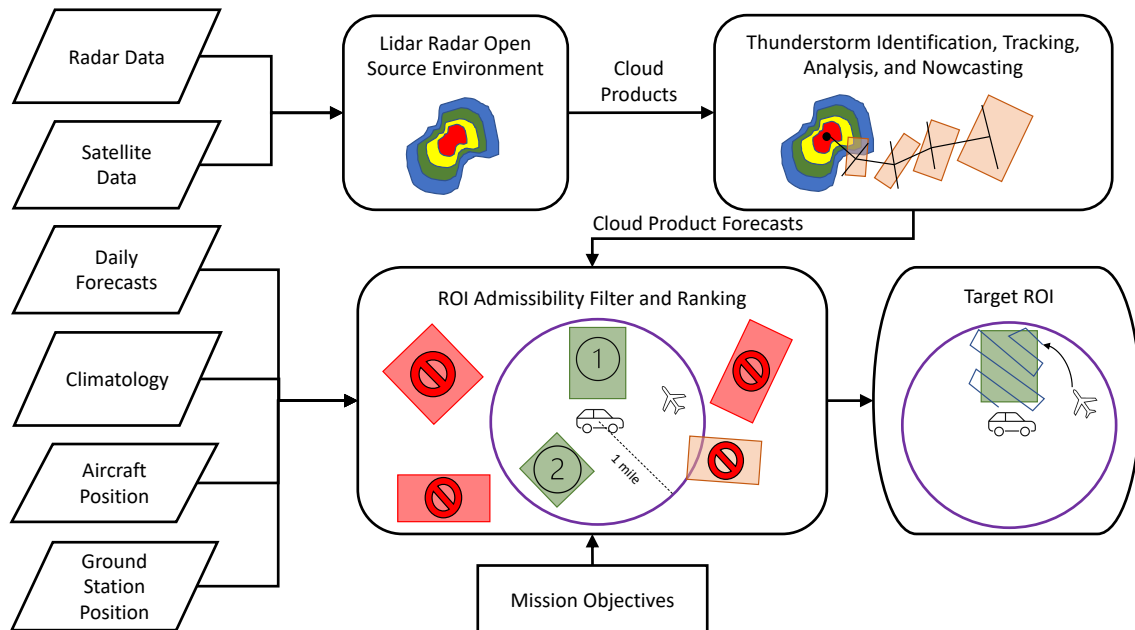 Radar Data
Satellite
Data
Lidar Radar Open
Source Environment
Cloud
Products
Thunderstorm Identification, Tracking,
Analysis, and Nowcasting
Cloud Product Forecasts
Daily
Forecasts
Climatology
Aircraft
Position
Ground
Station
Position
ROI Admissibility Filter and Ranking
1
2
1 mile
Mission Objectives
Target ROI